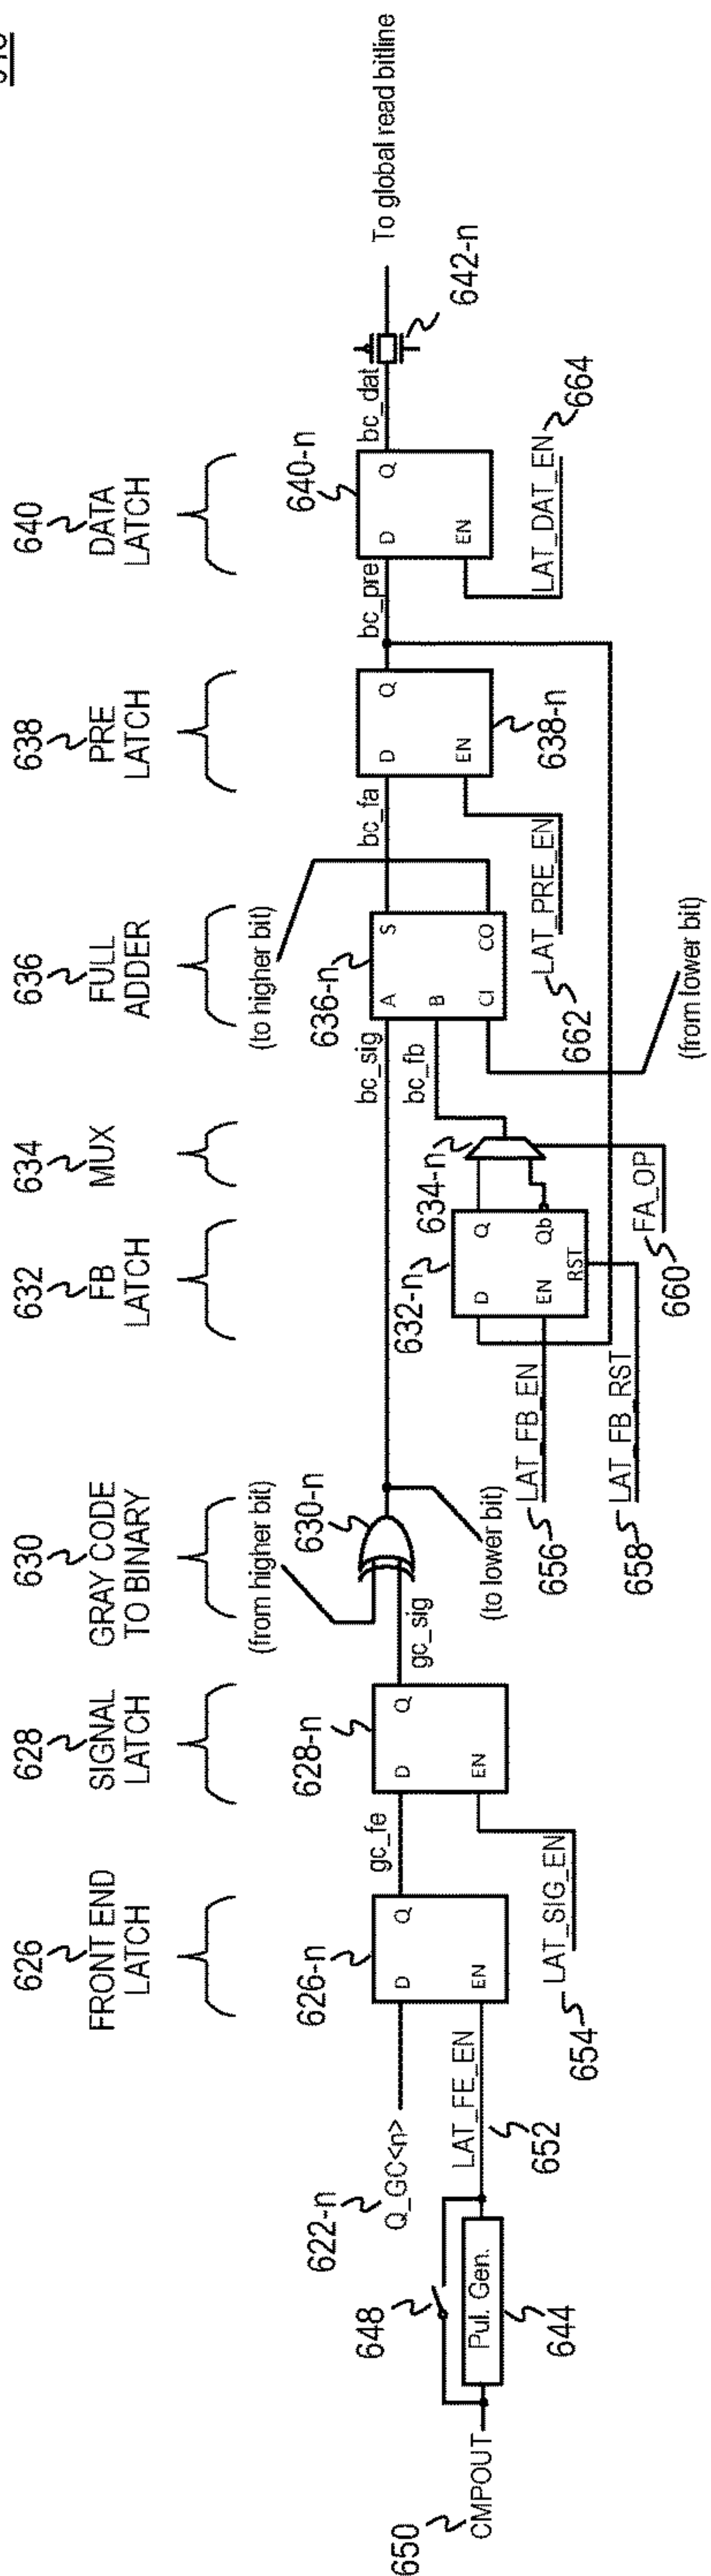 626
FRONT END
LATCH
628
SIGNAL
LATCH
630
GRAY CODE
TO BINARY
632
FB
LATCH
634
MUX
636
FULL
ADDER
638
PRE
LATCH
640
DATA
LATCH
650
CMPOUT
648
Pul. Gen.
644
622-n
Q_GC<n>
LAT_FE_EN
652
626-n
D
Q
EN
gc_fe
654
LAT_SIG_EN
628-n
D
Q
EN
gc_sig
(from higher bit)
630-n
(to lower bit)
656
LAT_FB_EN
658
LAT_FB_RST
632-n
D
Q
EN
Qb
RST
634-n
660
FA_OP
bc_sig
bc_fb
636-n
A
S
B
CI
CO
(to higher bit)
(from lower bit)
bc_fa
662
LAT_PRE_EN
638-n
D
Q
EN
bc_pre
640-n
D
Q
EN
LAT_DAT_EN
664
bc_dat
642-n
To global read bitline